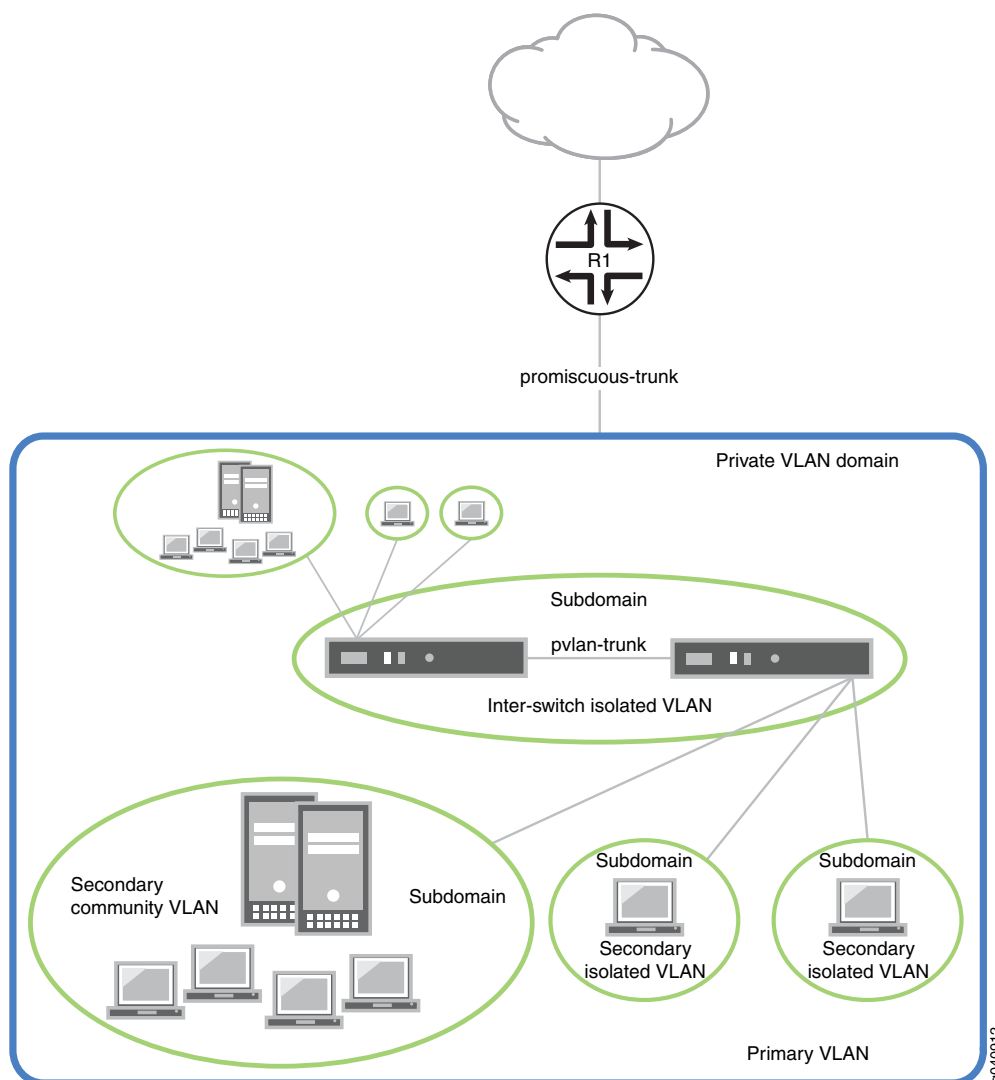 R1
promiscuous-trunk
Private VLAN domain
Subdomain
pvlan-trunk
Inter-switch isolated VLAN
Secondary
community VLAN
Subdomain
Subdomain
Secondary
isolated VLAN
Subdomain
Secondary
isolated VLAN
Primary VLAN